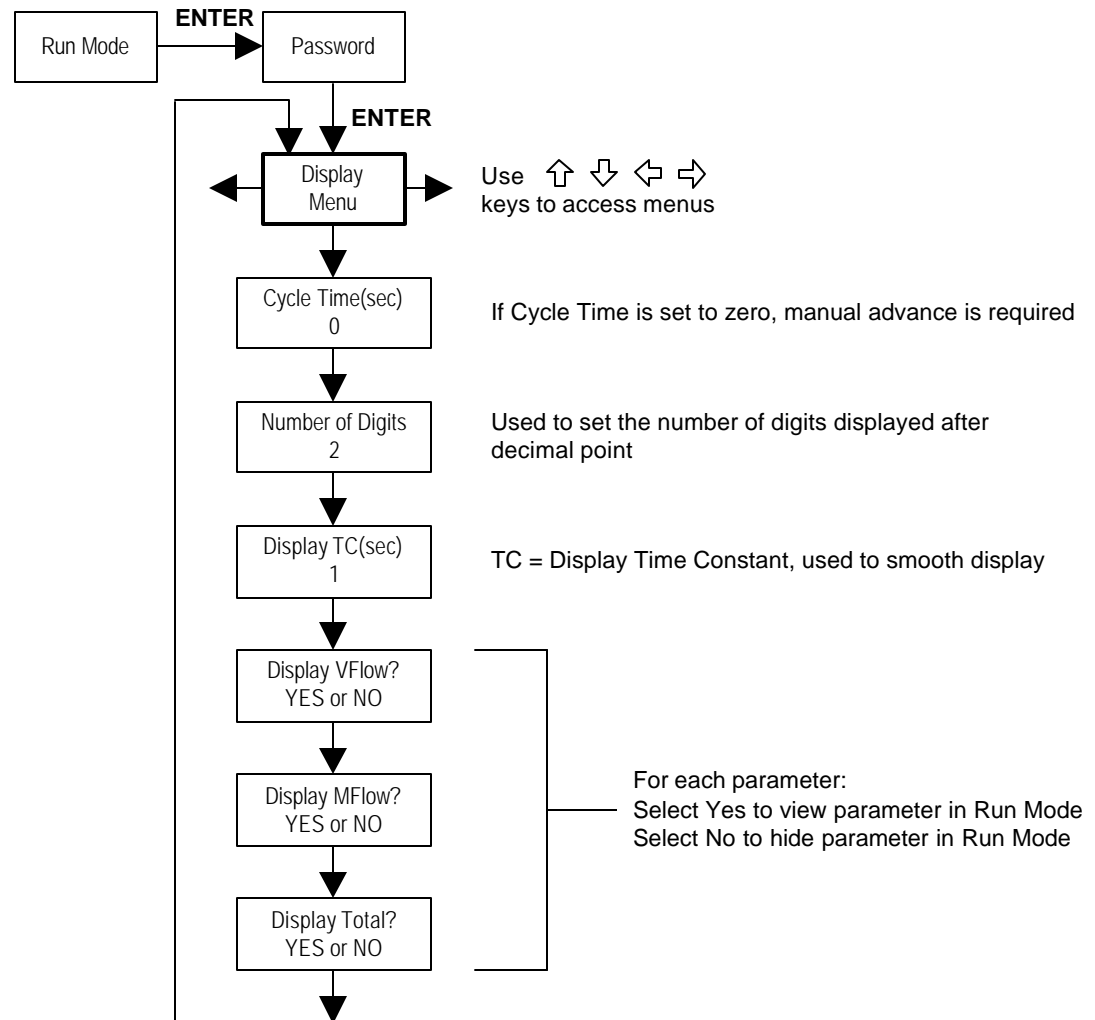 ENTER
Run Mode
Password
ENTER
Display
Menu
Use
keys to access menus
Cycle Time(sec)
0
If Cycle Time is set to zero, manual advance is required
Number of Digits
2
Used to set the number of digits displayed after
decimal point
Display TC(sec)
1
TC = Display Time Constant, used to smooth display
Display VFlow?
YES or NO
Display MFlow?
YES or NO
For each parameter:
Select Yes to view parameter in Run Mode
Select No to hide parameter in Run Mode
Display Total?
YES or NO